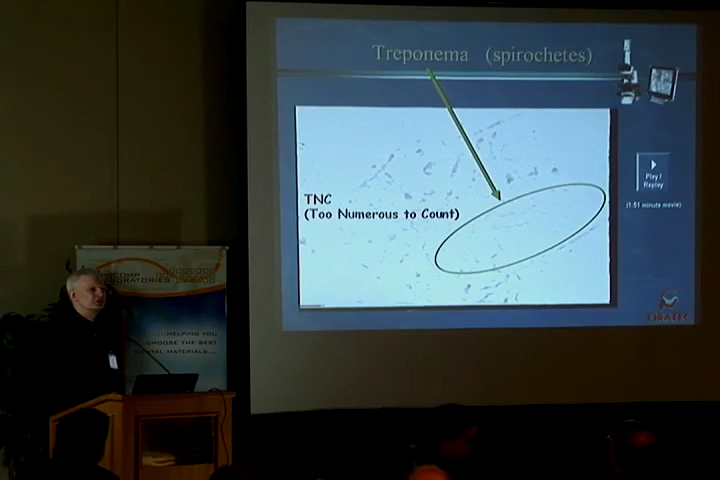 Treponema (spirochetes)
TNC
(Too Numerous to Count)
Play /
Replay
(1:51 minute movie)
LABORATORIES
...HELPING YOU
CHOOSE THE BEST
DENTAL MATERIALS...